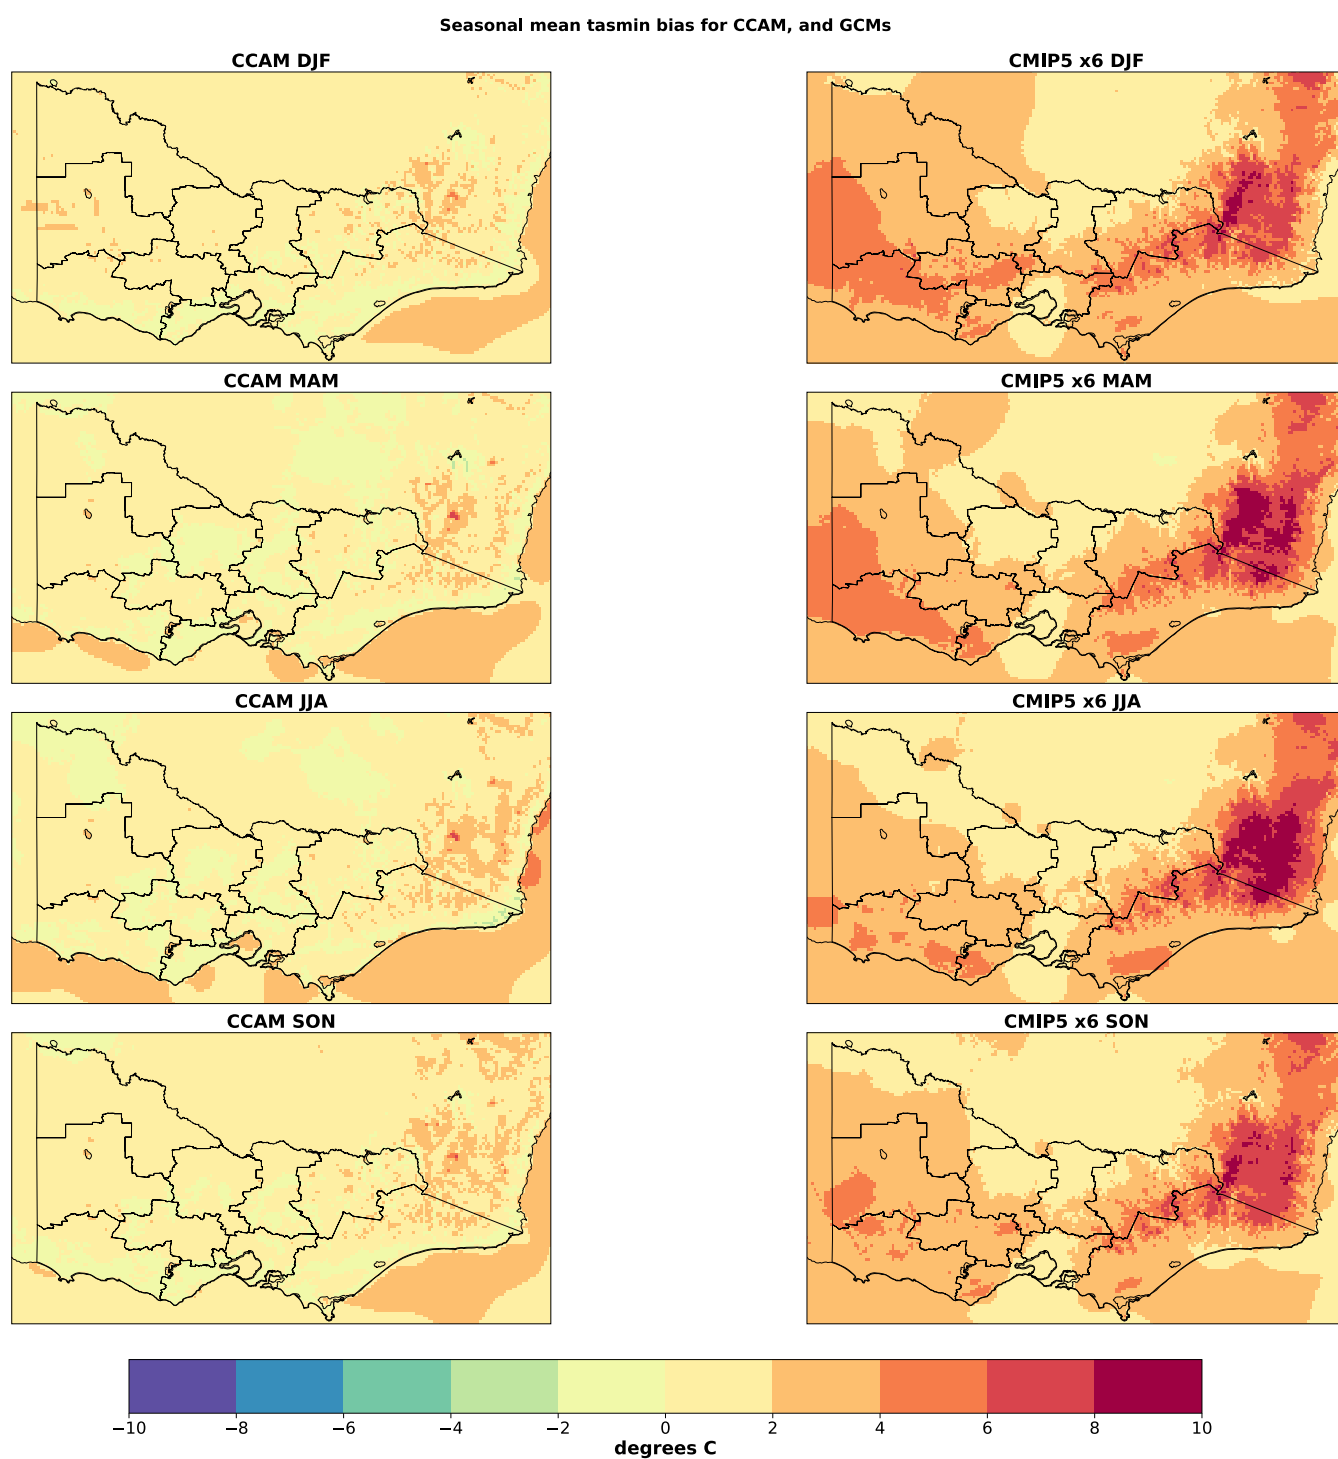 Seasonal mean tasmin bias for CCAM, and GCMs
CCAM DJF
CMIP5 x6 DJF
CCAM MAM
CMIP5 x6 MAM
CCAM JJA
CMIP5 x6 JJA
CCAM SON
CMIP5 x6 SON
−10 −8 −6 −4 −2 0 2 4 6 8 10
degrees C